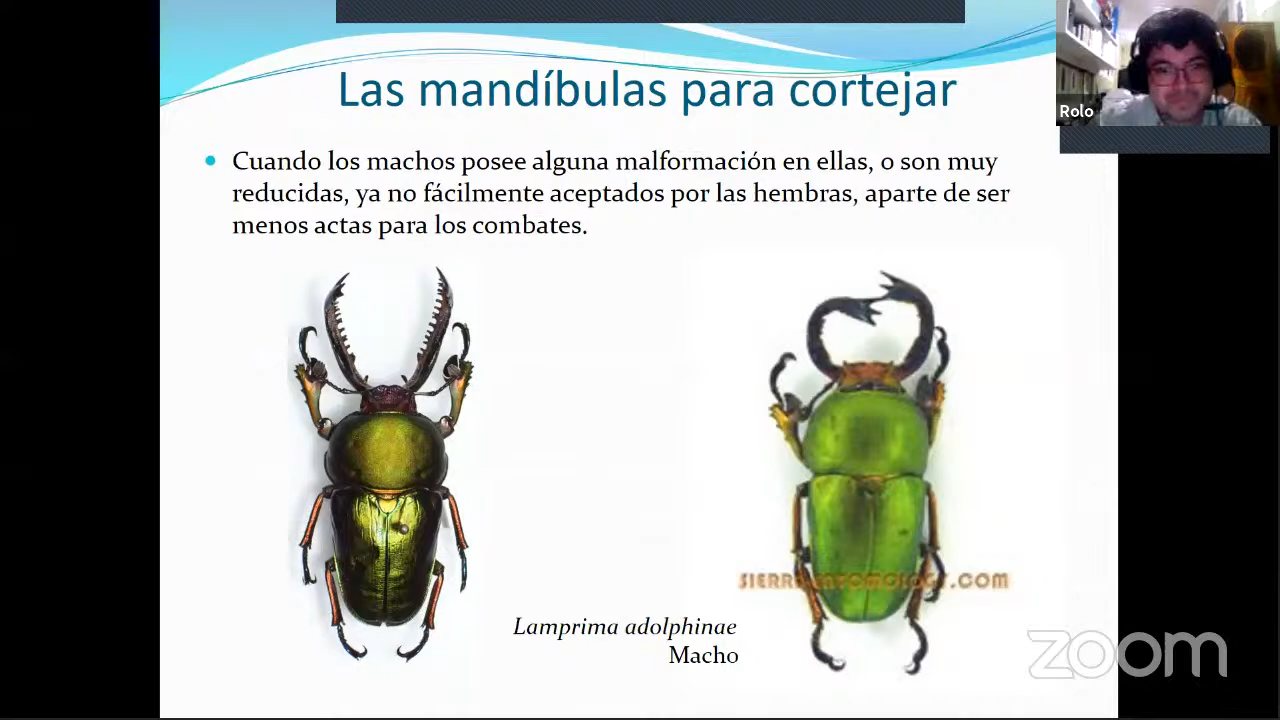 Las mandíbulas para cortejar
Rolo
Cuando los machos posee alguna malformación en ellas, o son muy
reducidas, ya no fácilmente aceptados por las hembras, aparte de ser
menos actas para los combates.
Lamprima adolphinae
Macho
zoom